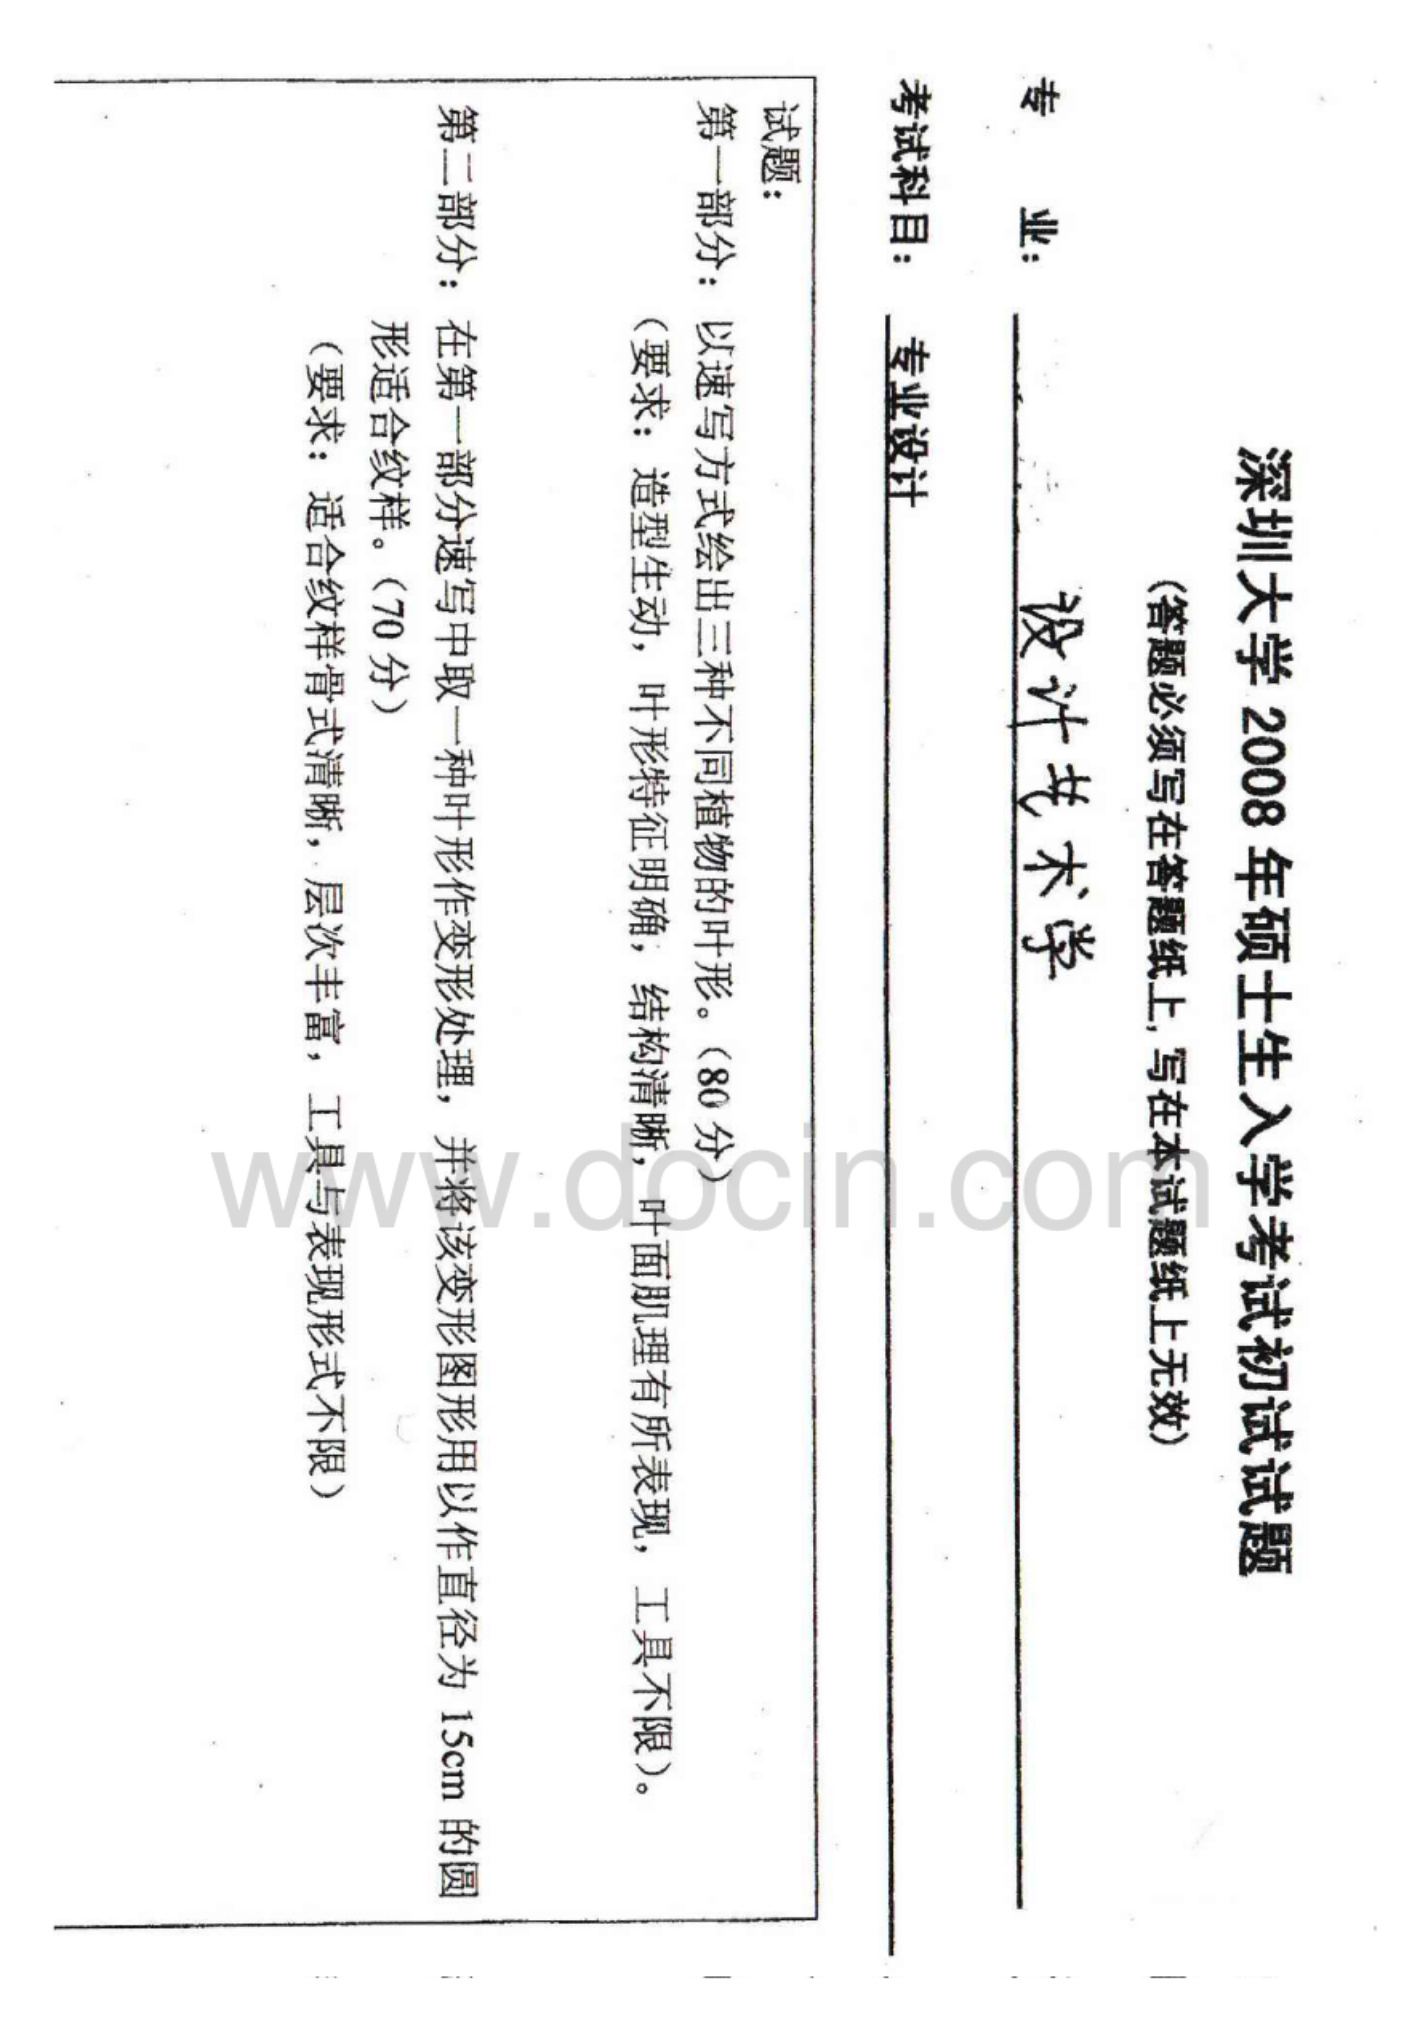 深圳大学 2008 年硕士生入学考试初试试题
(答题必须写在答题纸上, 写在本试题纸上无效)
专 业: 设计艺术学
考试科目: 专业设计
试题:
第一部分: 以速写方式绘出三种不同植物的叶形。(80 分)
(要求: 造型生动, 叶形特征明确; 结构清晰, 叶面肌理有所表现, 工具不限)。
第二部分: 在第一部分速写中取一种叶形作变形处理, 并将该变形图形用以作直径为 15cm 的圆
形适合纹样。(70 分)
(要求: 适合纹样骨式清晰, 层次丰富, 工具与表现形式不限)
www.docin.com